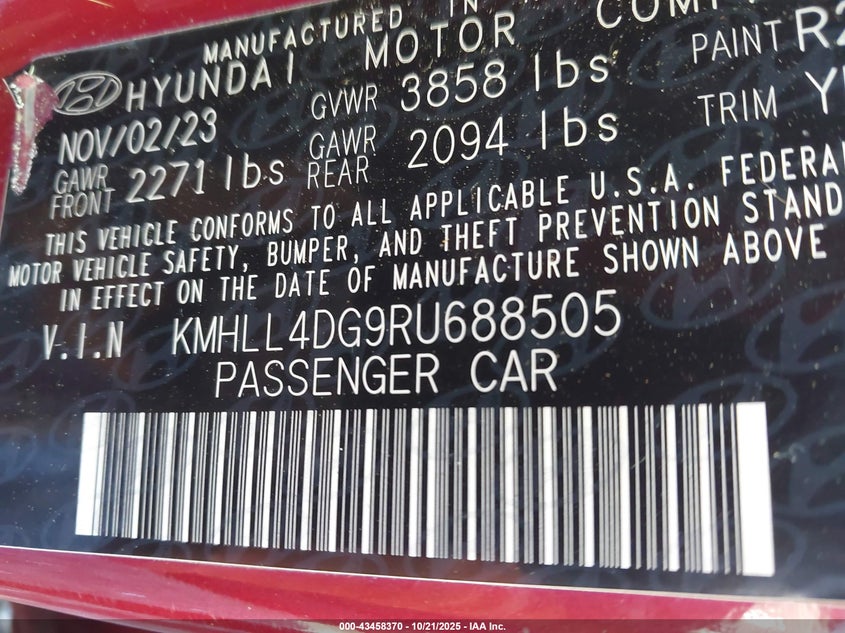 MANUFACTURED IN
HYUNDAI MOTOR
NOV/02/23 GVWR 3858 lbs PAINT
GAWR FRONT 2271 lbs GAWR REAR 2094 lbs TRIM
THIS VEHICLE CONFORMS TO ALL APPLICABLE U.S.A. FEDERAL
MOTOR VEHICLE SAFETY, BUMPER, AND THEFT PREVENTION STAND
IN EFFECT ON THE DATE OF MANUFACTURE SHOWN ABOVE
V.I.N KMHLL4DG9RU688505
PASSENGER CAR
000-43458370 - 10/21/2025 - IAA Inc.